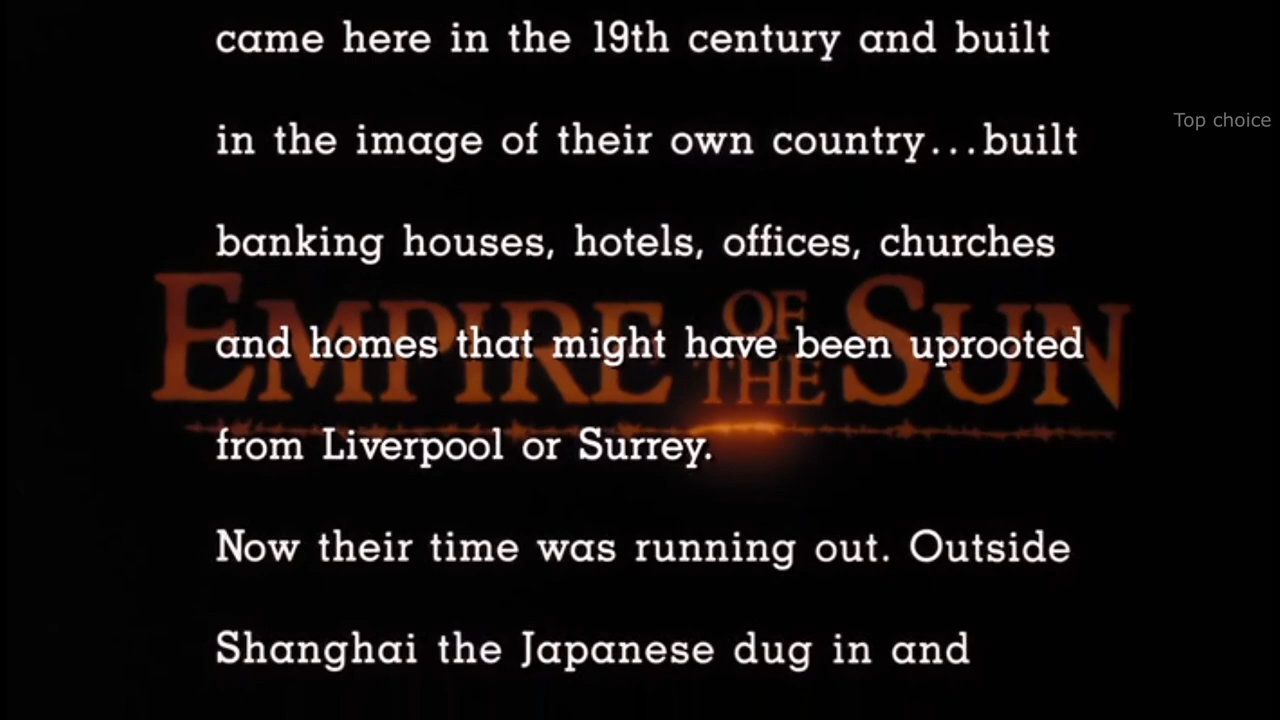 came here in the 19th century and built
in the image of their own country...built
Top choice
banking houses, hotels, offices, churches
EMPIRE OF THE SUN
and homes that might have been uprooted
from Liverpool or Surrey.
Now their time was running out. Outside
Shanghai the Japanese dug in and